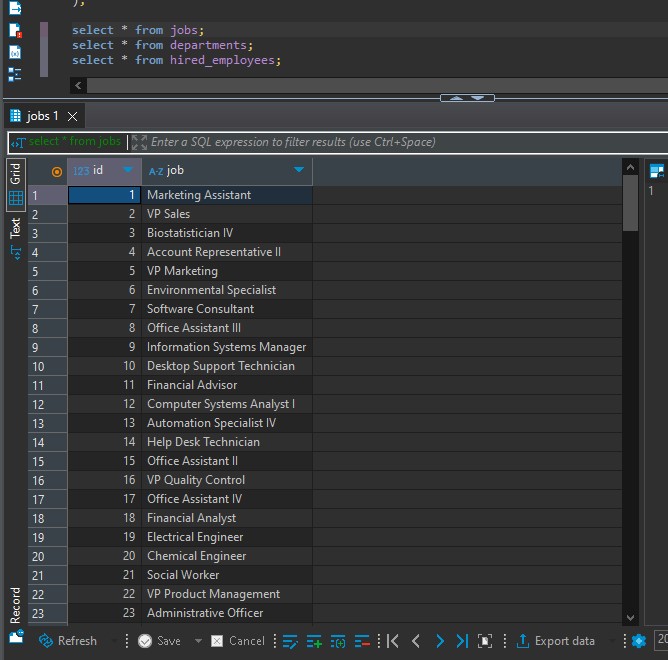 );
select * from jobs;
select * from departments;
select * from hired_employees;
jobs 1
select * from jobs Enter a SQL expression to filter results (use Ctrl+Space)
Grid
Text
Record
123 id A-Z job
1 1 Marketing Assistant
2 2 VP Sales
3 3 Biostatistician IV
4 4 Account Representative II
5 5 VP Marketing
6 6 Environmental Specialist
7 7 Software Consultant
8 8 Office Assistant III
9 9 Information Systems Manager
10 10 Desktop Support Technician
11 11 Financial Advisor
12 12 Computer Systems Analyst I
13 13 Automation Specialist IV
14 14 Help Desk Technician
15 15 Office Assistant II
16 16 VP Quality Control
17 17 Office Assistant IV
18 18 Financial Analyst
19 19 Electrical Engineer
20 20 Chemical Engineer
21 21 Social Worker
22 22 VP Product Management
23 23 Administrative Officer
1
Refresh Save Cancel Export data 20